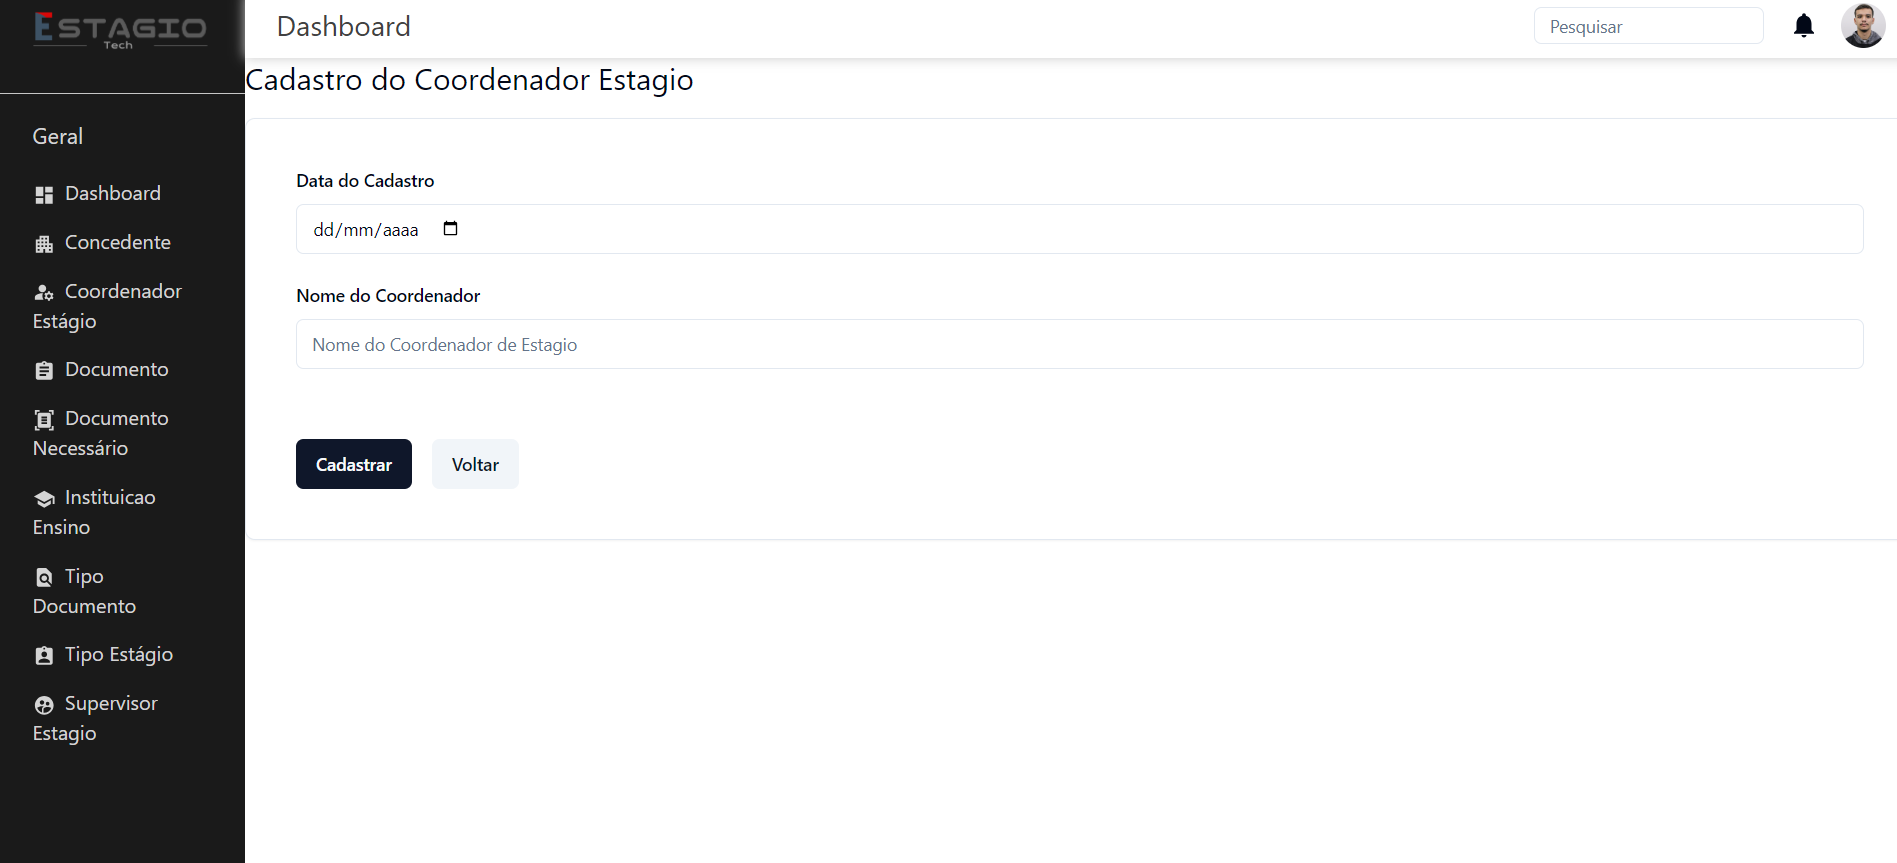 ESTAGIO
Tech
Geral
Dashboard
Concedente
Coordenador
Estágio
Documento
Documento
Necessário
Instituicao
Ensino
Tipo
Documento
Tipo Estágio
Supervisor
Estagio
Dashboard
Pesquisar
Cadastro do Coordenador Estagio
Data do Cadastro
dd/mm/aaaa
Nome do Coordenador
Nome do Coordenador de Estagio
Cadastrar
Voltar